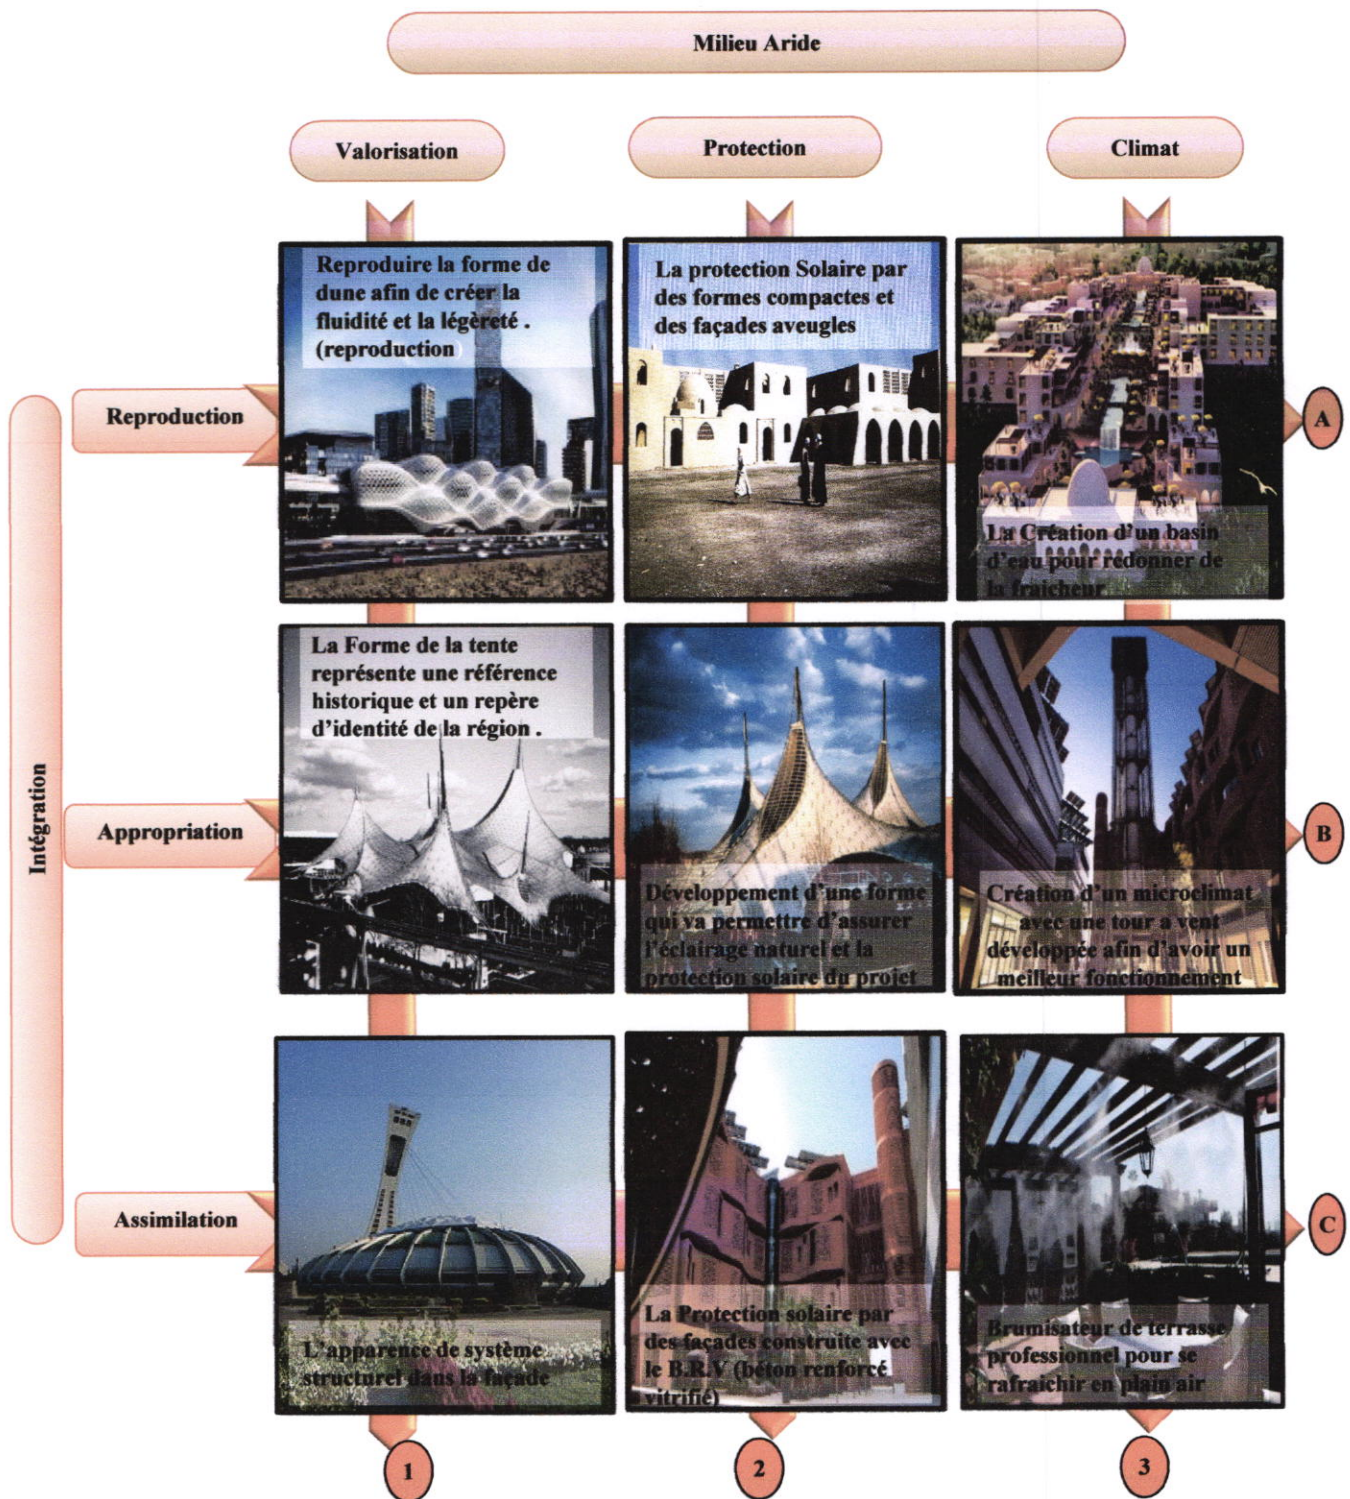 Milieu Aride
Valorisation
Protection
Climat
Intégration
Reproduction
Reproduire la forme de
dune afin de créer la
fluidité et la légèreté .
(reproduction)
La protection Solaire par
des formes compactes et
des façades aveugles
La Création d'un basin
d'eau pour redonner de
la fraicheur
A
Appropriation
La Forme de la tente
représente une référence
historique et un repère
d'identité de la région .
Développement d'une forme
qui va permettre d'assurer
l'éclairage naturel et la
protection solaire du projet
Création d'un microclimat
avec une tour a vent
développée afin d'avoir un
meilleur fonctionnement
B
Assimilation
L'apparence de système
structurel dans la façade
La Protection solaire par
des façades construite avec
le B.R.V (béton renforcé
vitrifié)
Brumisateur de terrasse
professionnel pour se
rafraichir en plain air
C
1
2
3